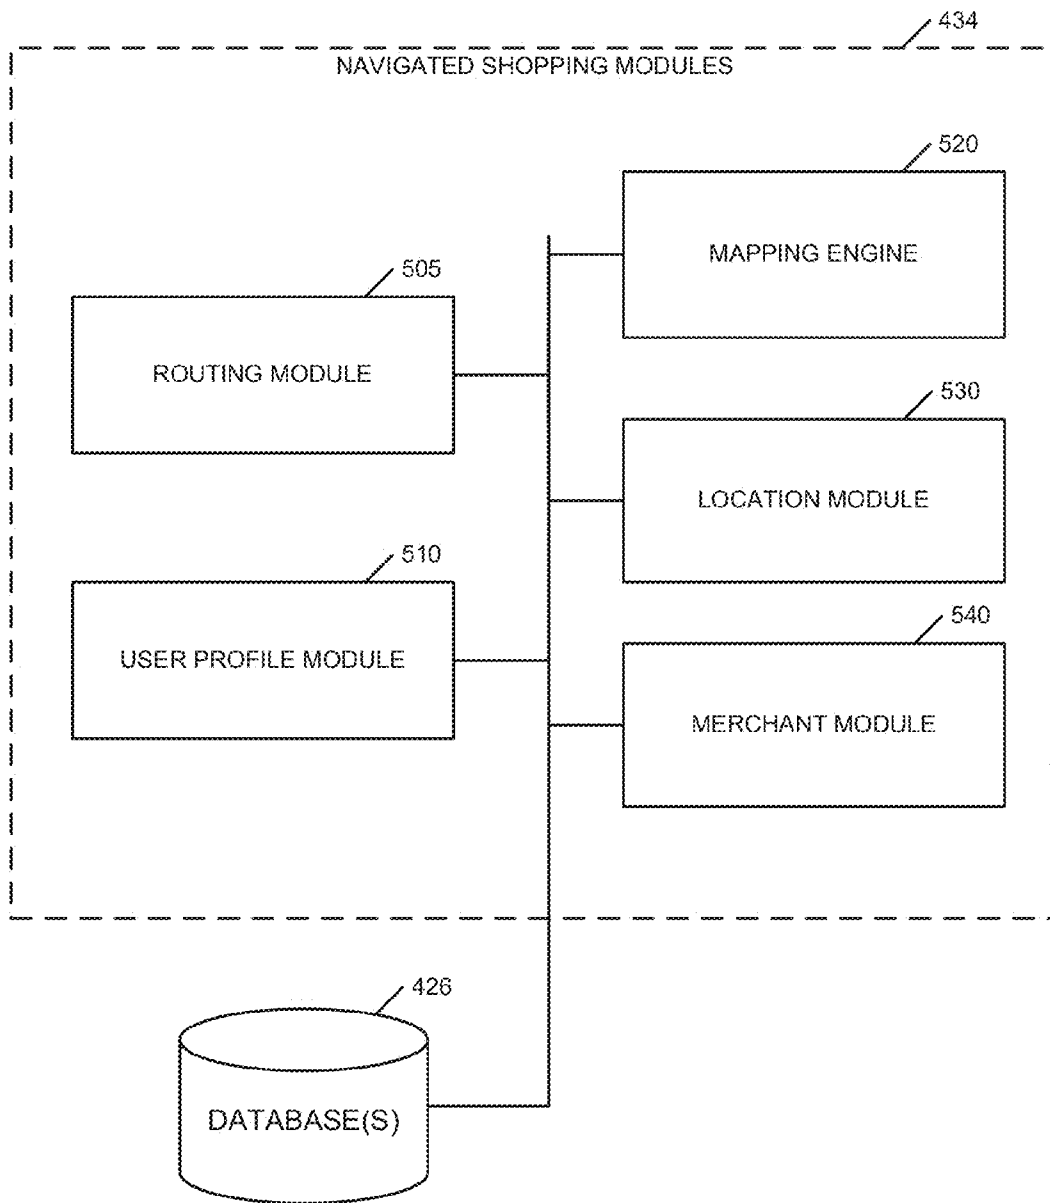 434
NAVIGATED SHOPPING MODULES
520
MAPPING ENGINE
505
ROUTING MODULE
530
LOCATION MODULE
510
USER PROFILE MODULE
540
MERCHANT MODULE
426
DATABASE(S)